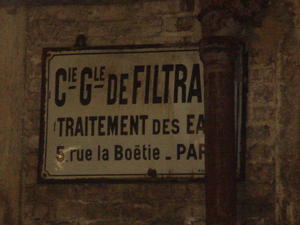 Cie Gle DE FILTRA
TRAITEMENT DES EA
5, rue la Boëtie - PAR